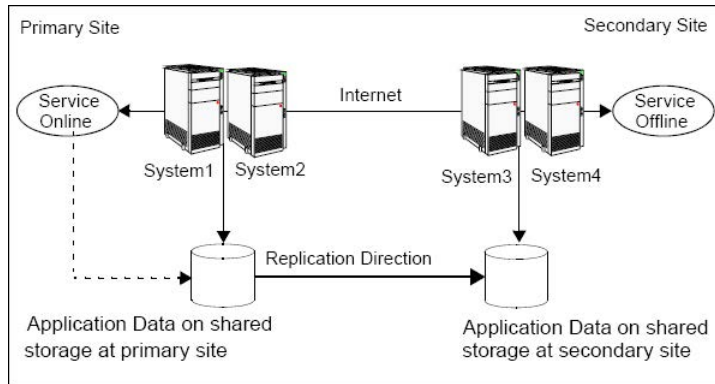 Primary Site
Secondary Site
Service
Online
Internet
Service
Offline
System1
System2
System3
System4
Replication Direction
Application Data on shared
storage at primary site
Application Data on shared
storage at secondary site